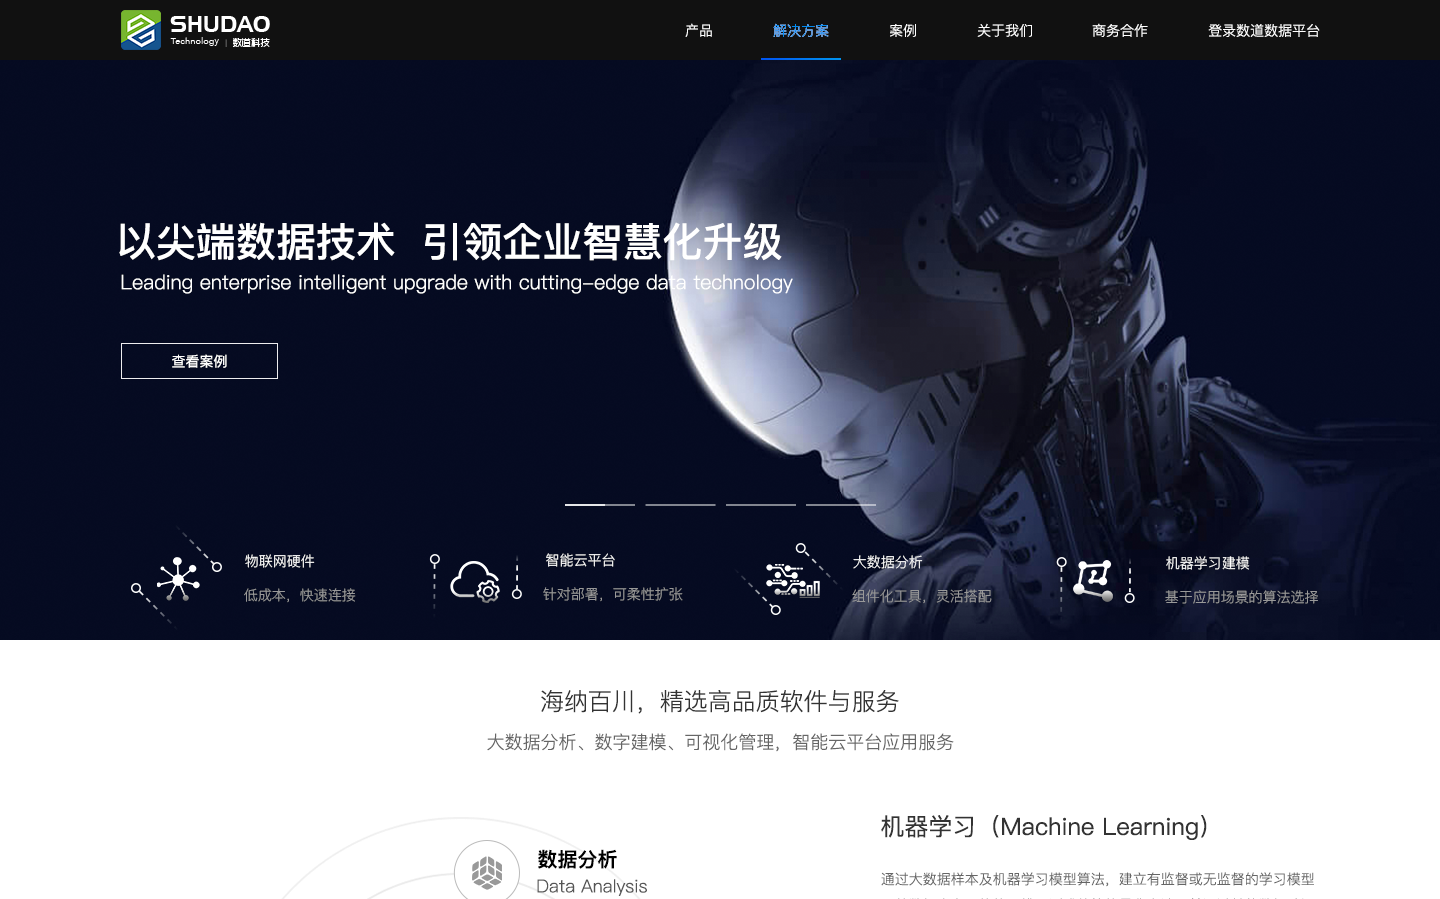 SHUDAO
Technology | 数道科技
产品 解决方案 案例 关于我们 商务合作 登录数道数据平台
以尖端数据技术 引领企业智慧化升级
Leading enterprise intelligent upgrade with cutting-edge data technology
查看案例
物联网硬件
低成本，快速连接
智能云平台
针对部署，可柔性扩张
大数据分析
组件化工具，灵活搭配
机器学习建模
基于应用场景的算法选择
海纳百川，精选高品质软件与服务
大数据分析、数字建模、可视化管理，智能云平台应用服务
数据分析
Data Analysis
机器学习（Machine Learning）
通过大数据样本及机器学习模型算法，建立有监督或无监督的学习模型